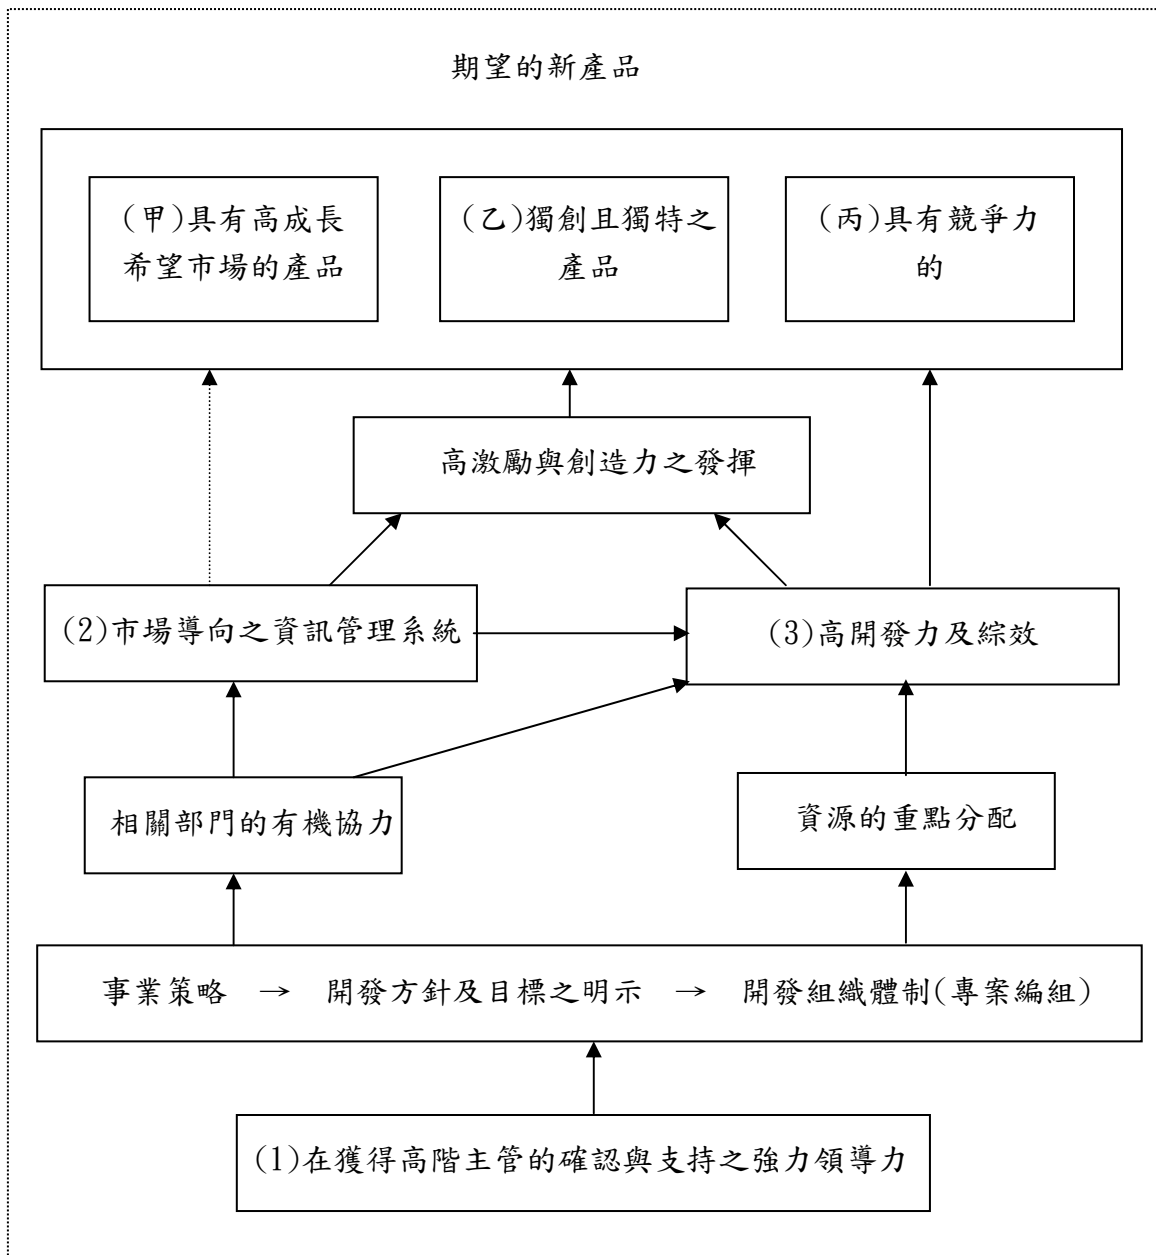 期望的新產品
(甲)具有高成長
希望市場的產品
(乙)獨創且獨特之
產品
(丙)具有競爭力
的
高激勵與創造力之發揮
(2)市場導向之資訊管理系統
(3)高開發力及綜效
相關部門的有機協力
資源的重點分配
事業策略 → 開發方針及目標之明示 → 開發組織體制(專案編組)
(1)在獲得高階主管的確認與支持之強力領導力